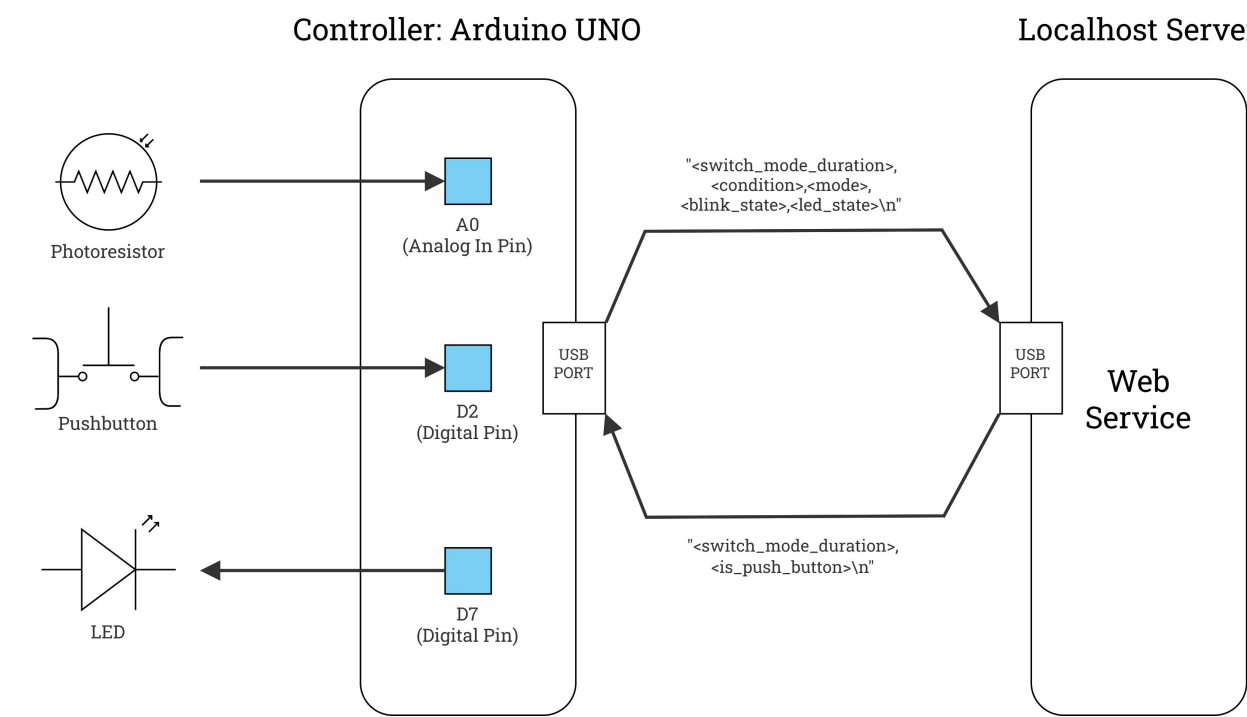 Controller: Arduino UNO
Localhost Serve
Photoresistor
A0
(Analog In Pin)
"<switch_mode_duration>,
<condition>,<mode>,
<blink_state>,<led_state>\n"
Pushbutton
D2
(Digital Pin)
USB
PORT
USB
PORT
Web
Service
"<switch_mode_duration>,
<is_push_button>\n"
LED
D7
(Digital Pin)